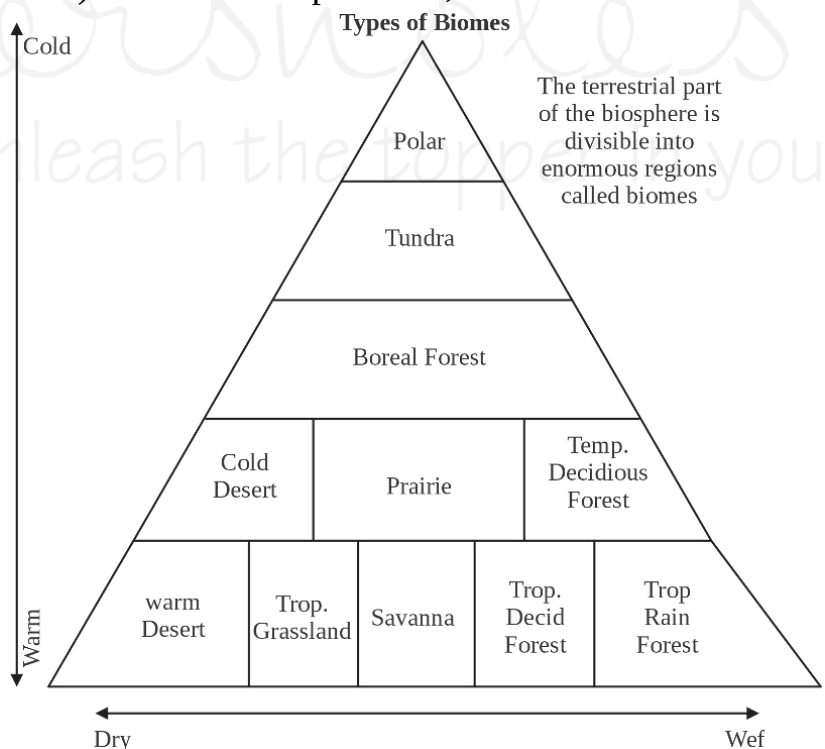 Types of Biomes
Cold
The terrestrial part
of the biosphere is
divisible into
enormous regions
called biomes
Polar
Tundra
Boreal Forest
Cold
Desert
Prairie
Temp.
Decidious
Forest
warm
Desert
Trop.
Grassland
Savanna
Trop.
Decid
Forest
Trop
Rain
Forest
Warm
Dry
Wef